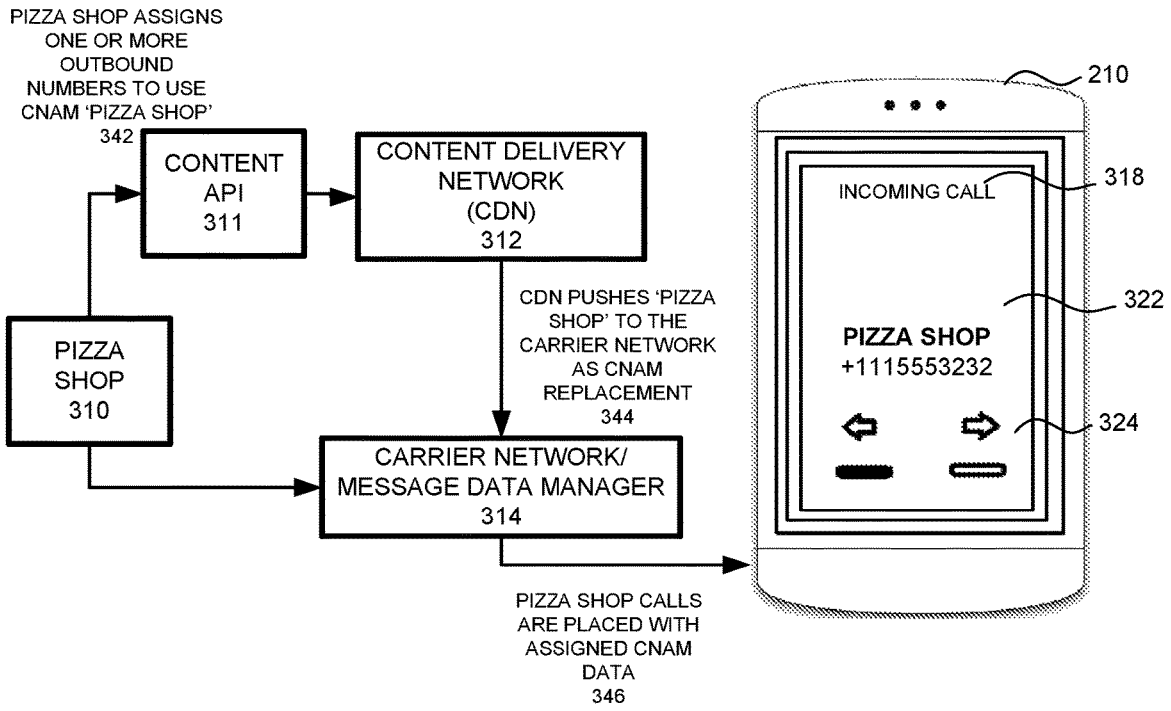 PIZZA SHOP ASSIGNS
ONE OR MORE
OUTBOUND
NUMBERS TO USE
CNAM ‘PIZZA SHOP’
342
CONTENT
API
311
CONTENT DELIVERY
NETWORK
(CDN)
312
PIZZA
SHOP
310
CDN PUSHES ‘PIZZA
SHOP’ TO THE
CARRIER NETWORK
AS CNAM
REPLACEMENT
344
CARRIER NETWORK/
MESSAGE DATA MANAGER
314
PIZZA SHOP CALLS
ARE PLACED WITH
ASSIGNED CNAM
DATA
346
210
INCOMING CALL
318
322
PIZZA SHOP
+1115553232
324